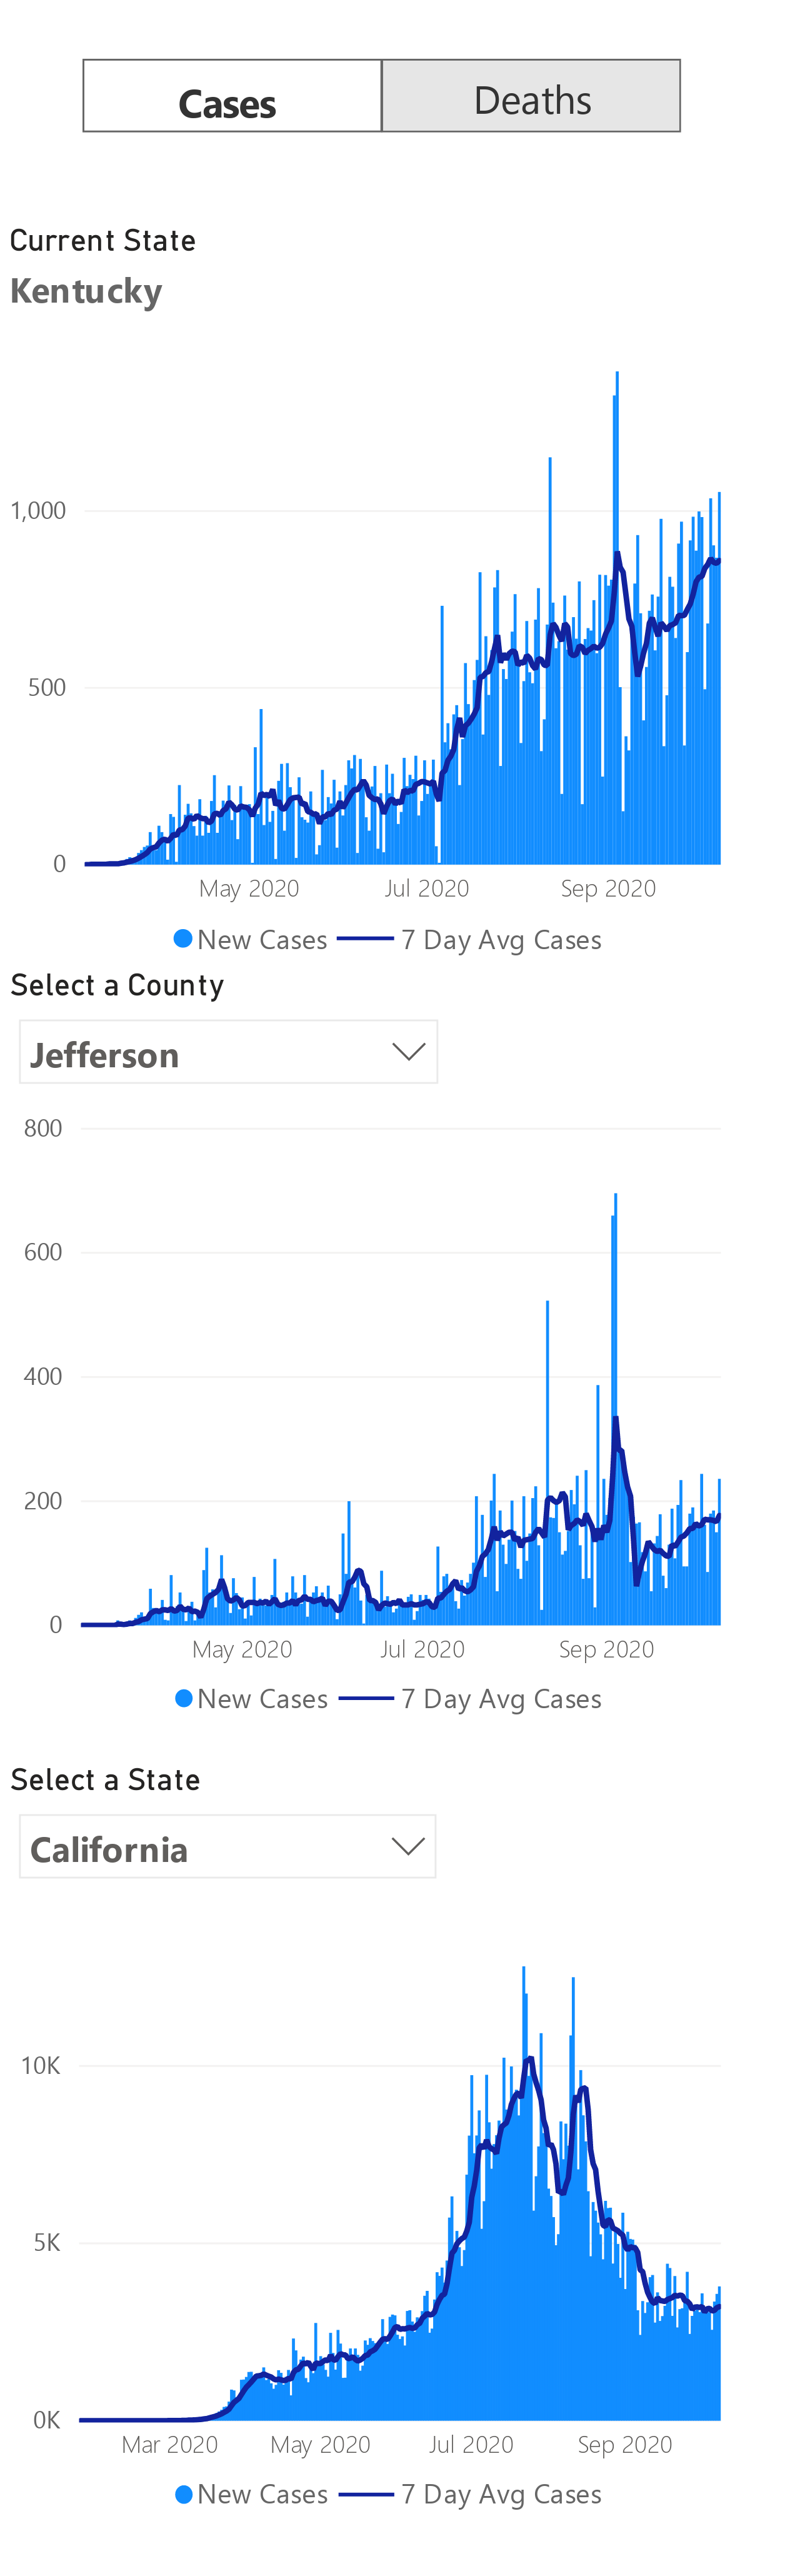 Cases Deaths
Current State
Kentucky
1,000
500
0
May 2020 Jul 2020 Sep 2020
New Cases 7 Day Avg Cases
Select a County
Jefferson
800
600
400
200
0
May 2020 Jul 2020 Sep 2020
New Cases 7 Day Avg Cases
Select a State
California
10K
5K
0K
Mar 2020 May 2020 Jul 2020 Sep 2020
New Cases 7 Day Avg Cases